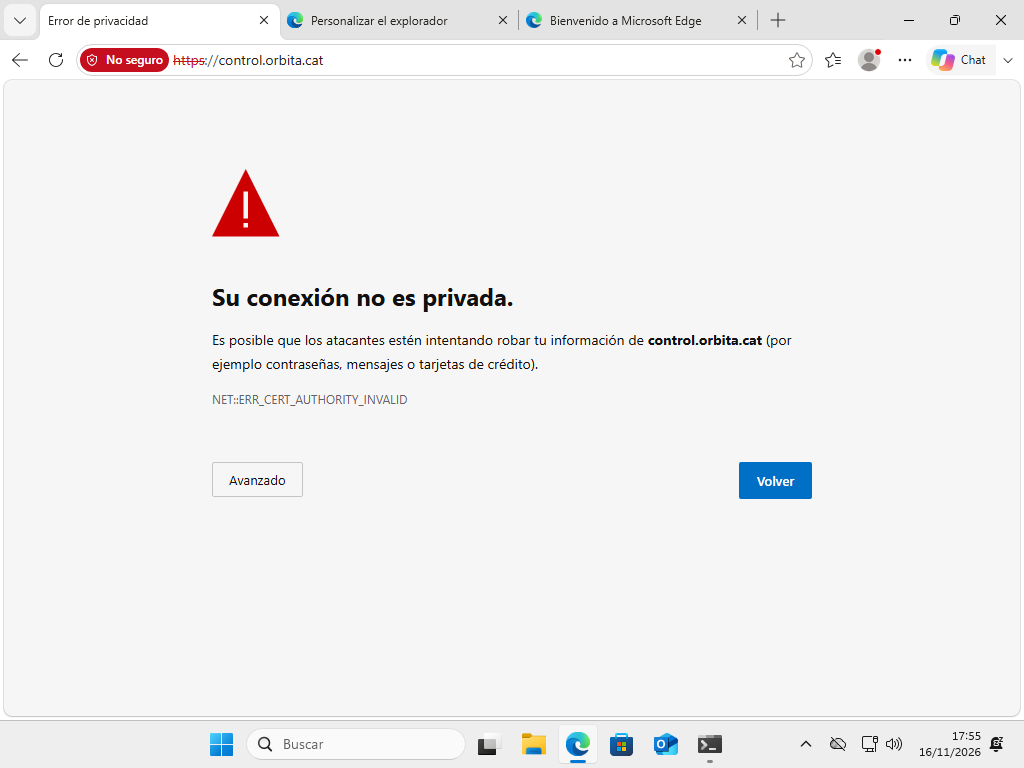 Error de privacidad
Personalizar el explorador
Bienvenido a Microsoft Edge
No seguro
https://control.orbita.cat
Chat
Su conexión no es privada.
Es posible que los atacantes estén intentando robar tu información de control.orbita.cat (por
ejemplo contraseñas, mensajes o tarjetas de crédito).
NET::ERR_CERT_AUTHORITY_INVALID
Avanzado
Volver
Buscar
17:55
16/11/2026